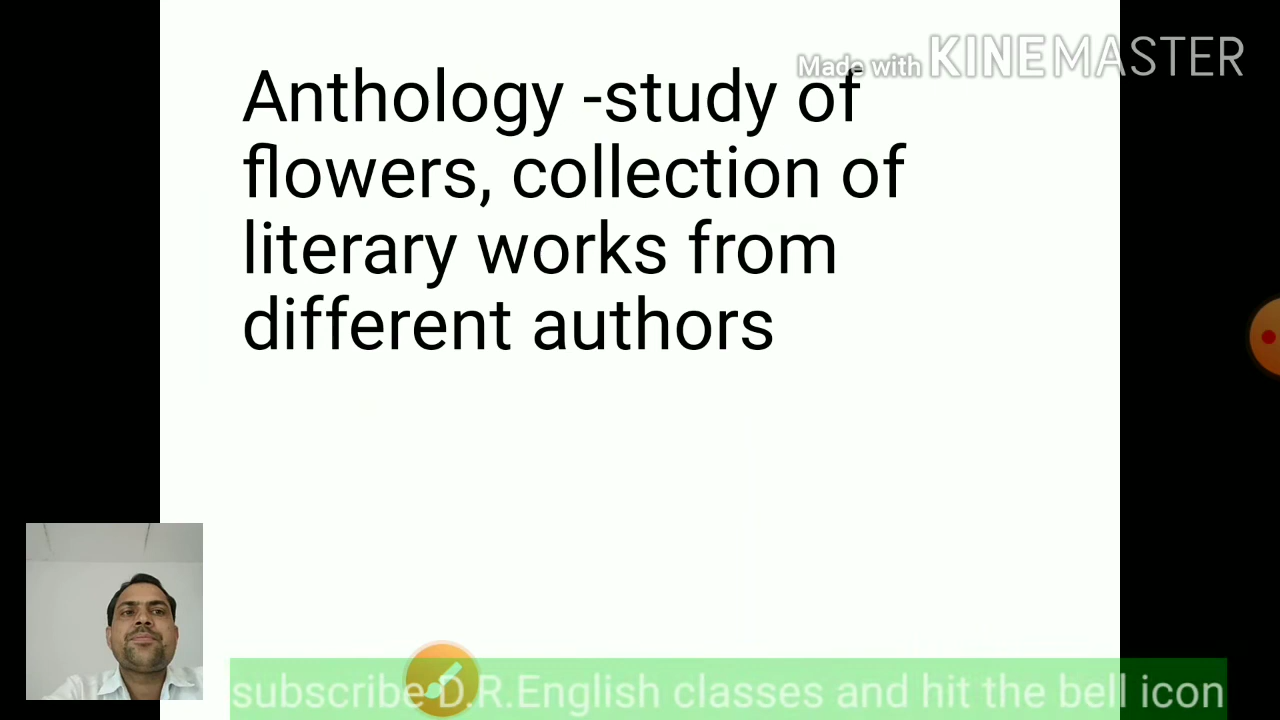 Made with KINEMASTER
Anthology -study of
flowers, collection of
literary works from
different authors
subscribe D.R.English classes and hit the bell icon